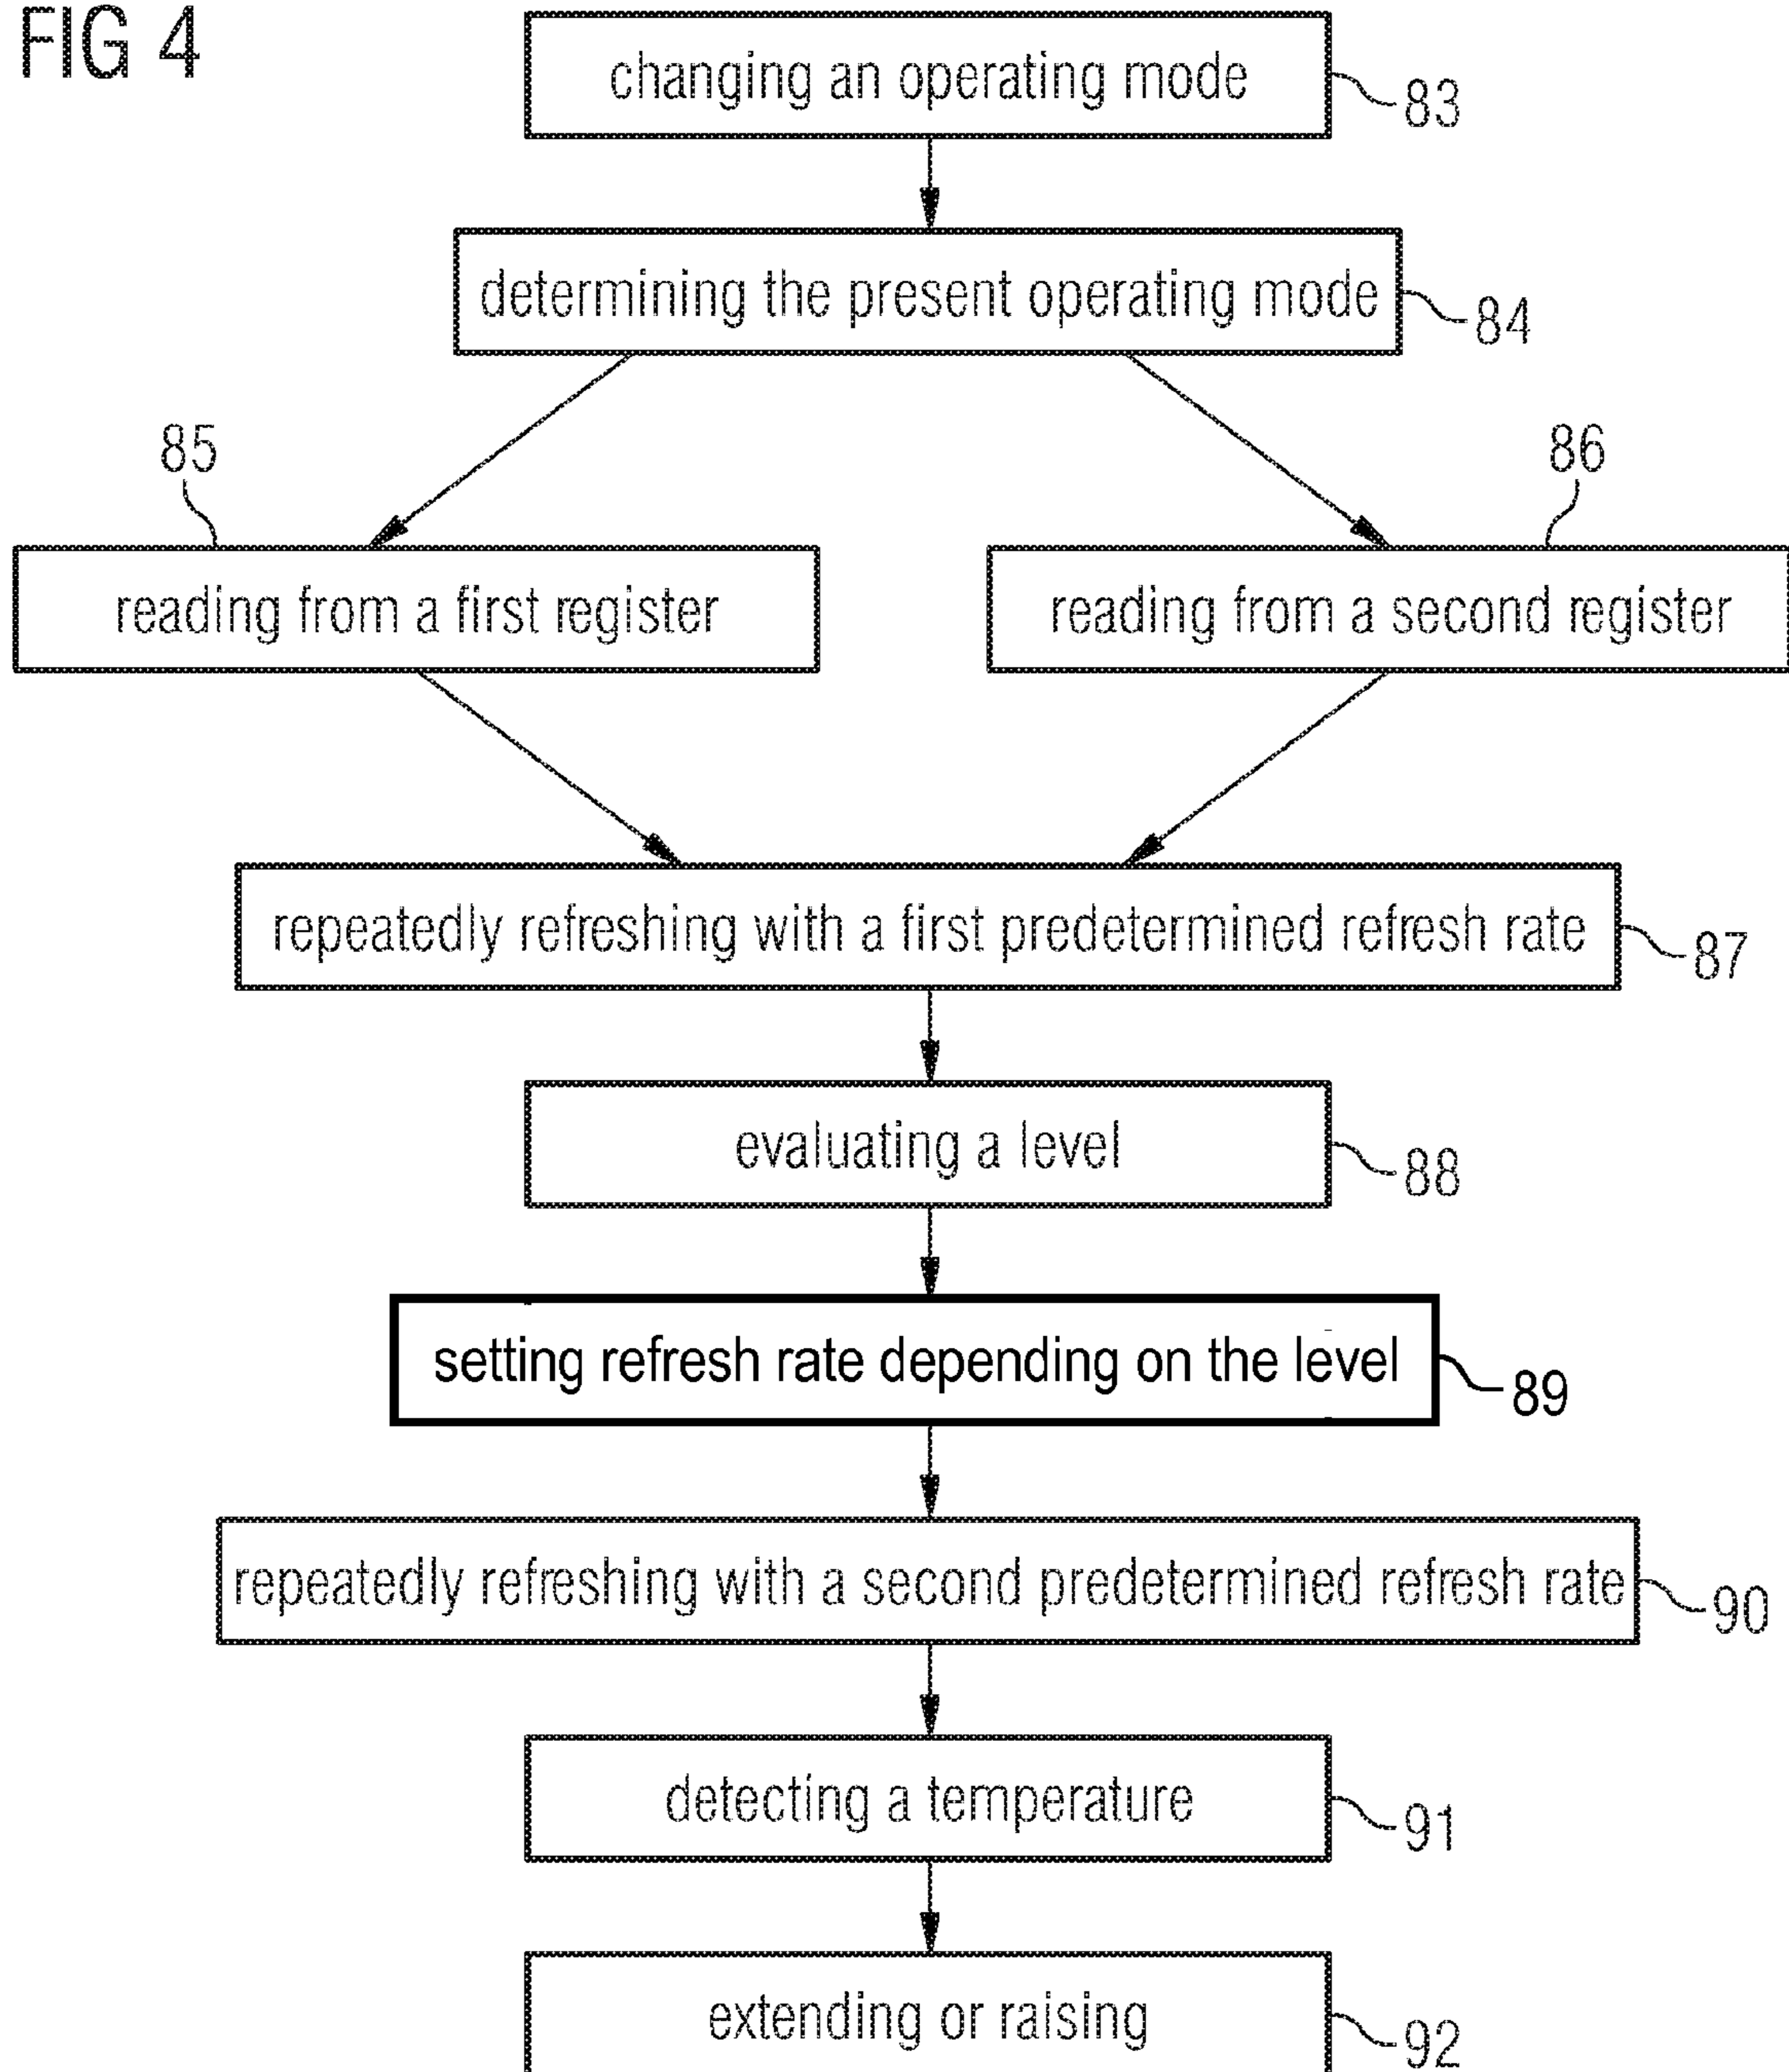 FIG 4
changing an operating mode
83
determining the present operating mode
84
85
86
reading from a first register
reading from a second register
repeatedly refreshing with a first predetermined refresh rate
87
evaluating a level
88
setting refresh rate depending on the level
89
repeatedly refreshing with a second predetermined refresh rate
90
detecting a temperature
91
extending or raising
92